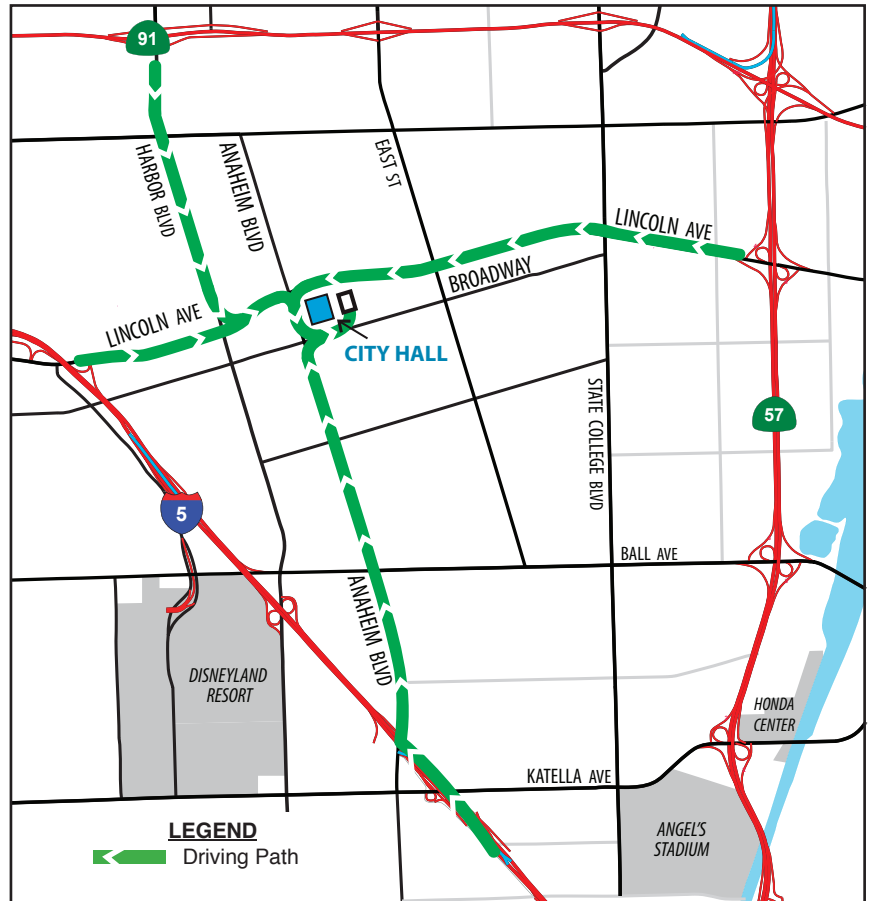 91
HARBOR BLVD
ANAHEIM BLVD
EAST ST
LINCOLN AVE
BROADWAY
LINCOLN AVE
CITY HALL
STATE COLLEGE BLVD
57
5
BALL AVE
ANAHEIM BLVD
DISNEYLAND
RESORT
HONDA
CENTER
KATELLA AVE
ANGEL'S
STADIUM
LEGEND
Driving Path